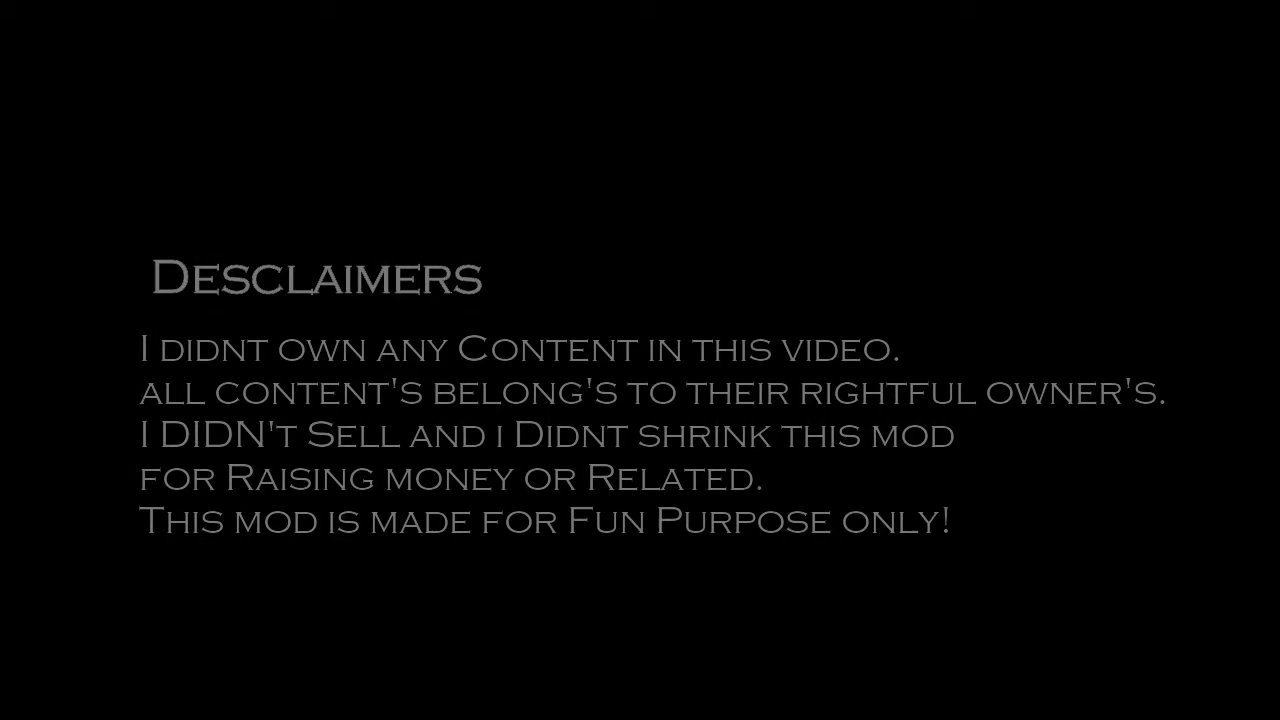 Desclaimers
I didnt own any Content in this video.
all content's belong's to their rightful owner's.
I DIDN't Sell and i Didnt shrink this mod
for Raising money or Related.
This mod is made for Fun Purpose only!